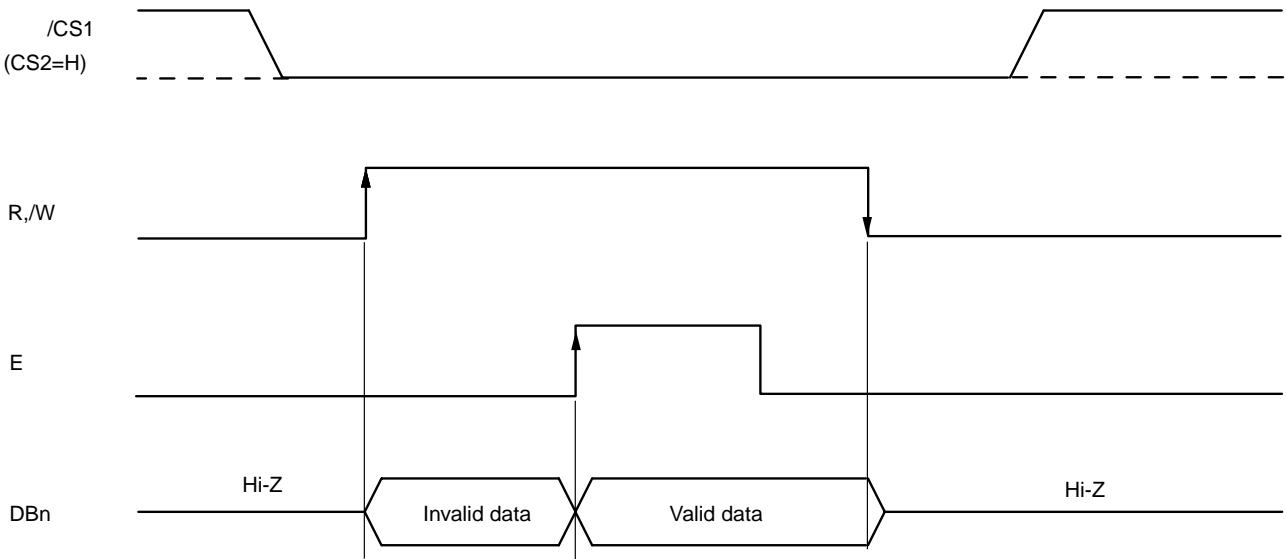 /CS1
(CS2=H)
R,/W
E
Hi-Z
Hi-Z
DBn
Invalid data
Valid data